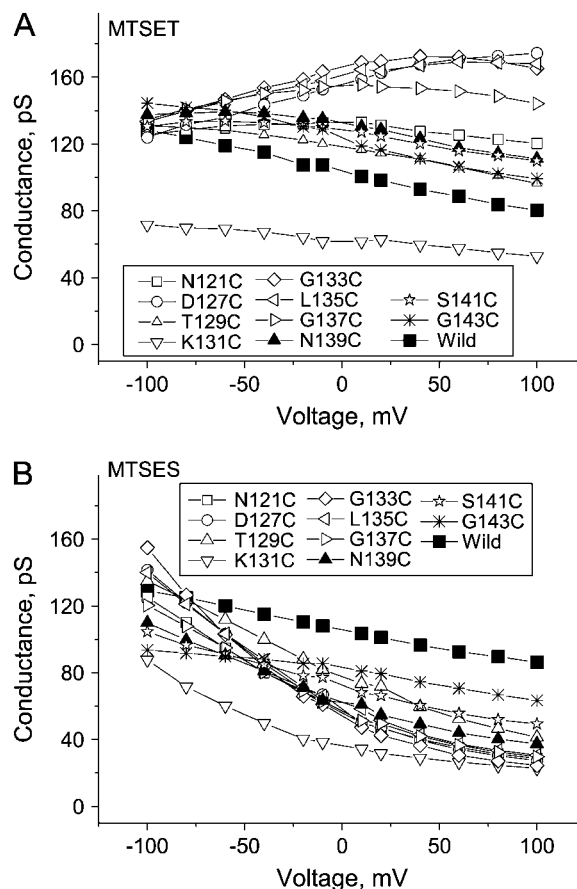 A
MTSET
Conductance, pS
160
120
80
40
0
N121C
D127C
T129C
K131C
G133C
L135C
G137C
N139C
S141C
G143C
Wild
-100
-50
0
50
100
Voltage, mV
B
MTSES
Conductance, pS
160
120
80
40
0
N121C
D127C
T129C
K131C
G133C
L135C
G137C
N139C
S141C
G143C
Wild
-100
-50
0
50
100
Voltage, mV